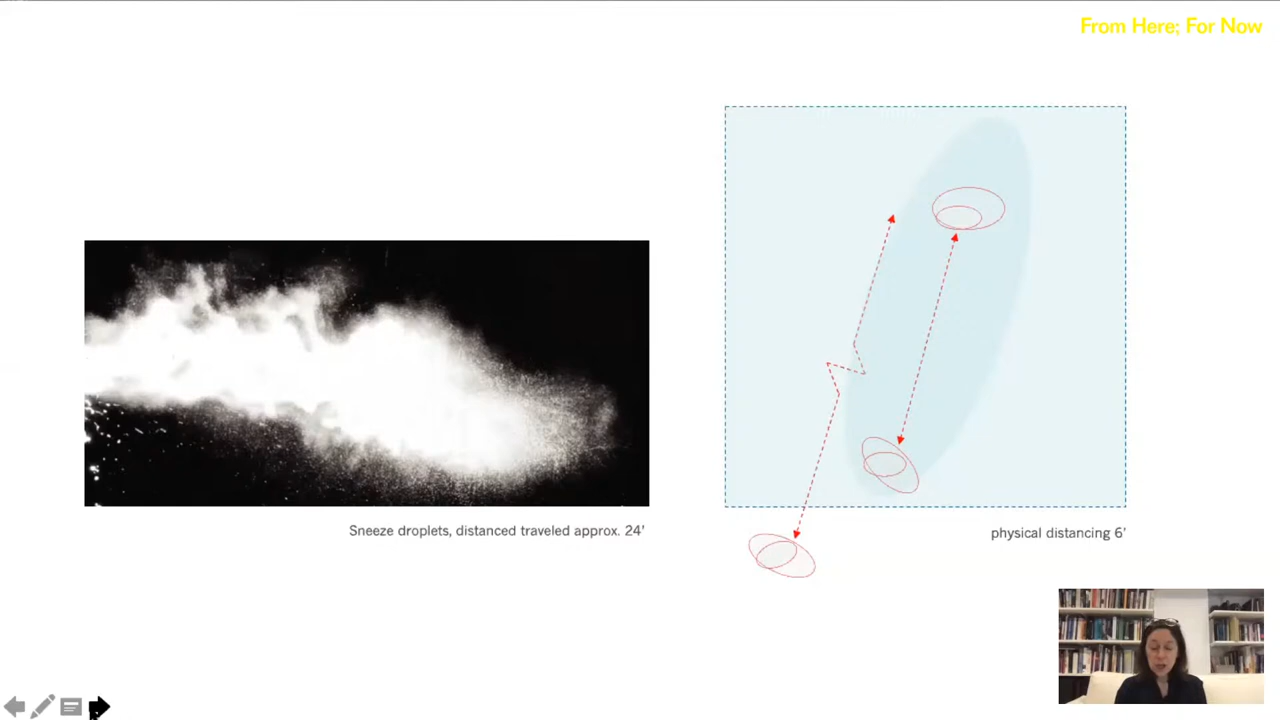 From Here; For Now
Sneeze droplets, distanced traveled approx. 24'
physical distancing 6'